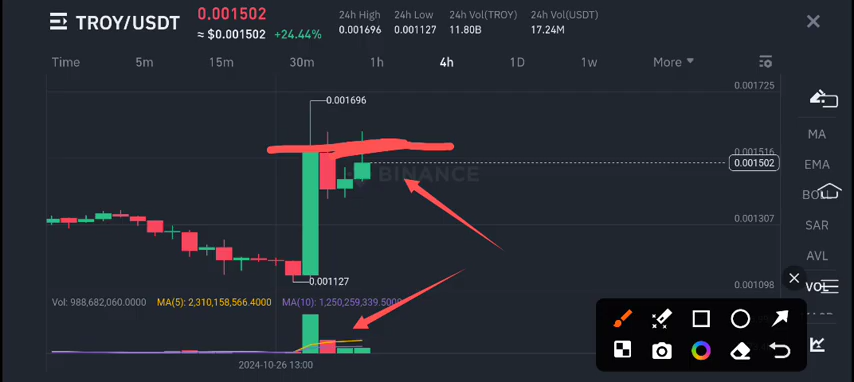 TROY/USDT
0.001502
≈ $0.001502 +24.44%
24h High
0.001696
24h Low
0.001127
24h Vol(TROY)
11.80B
24h Vol(USDT)
17.24M
Time 5m 15m 30m 1h 4h 1D 1w More
0.001725
0.001696
0.001516
0.001502
BINANCE
0.001307
0.001127
0.001098
Vol: 988,682,060.0000 MA(5): 2,310,158,566.4000 MA(10): 1,250,259,339.5000
2024-10-26 13:00
MA
EMA
BOLL
SAR
AVL
VOL